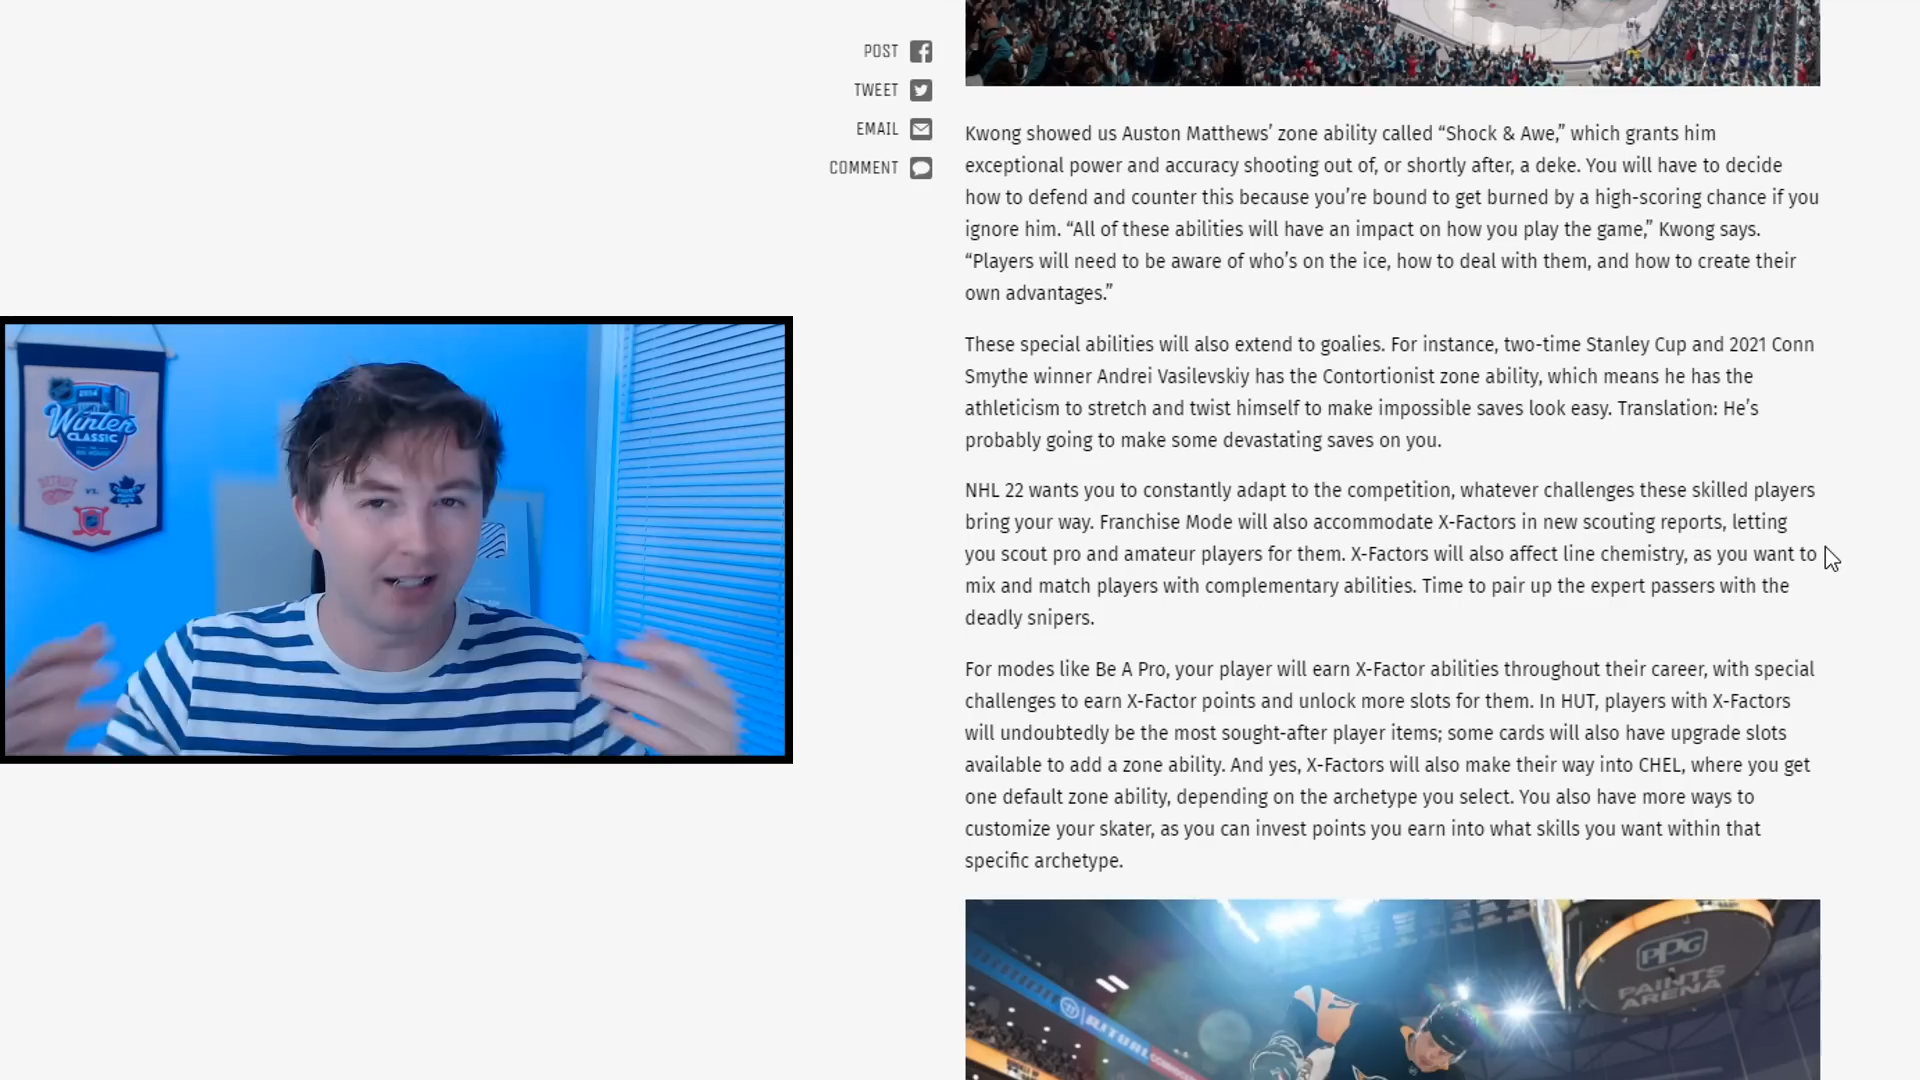 POST
TWEET
EMAIL
COMMENT
Kwong showed us Auston Matthews’ zone ability called “Shock & Awe,” which grants him
exceptional power and accuracy shooting out of, or shortly after, a deke. You will have to decide
how to defend and counter this because you’re bound to get burned by a high-scoring chance if you
ignore him. “All of these abilities will have an impact on how you play the game,” Kwong says.
“Players will need to be aware of who’s on the ice, how to deal with them, and how to create their
own advantages.”
These special abilities will also extend to goalies. For instance, two-time Stanley Cup and 2021 Conn
Smythe winner Andrei Vasilevskiy has the Contortionist zone ability, which means he has the
athleticism to stretch and twist himself to make impossible saves look easy. Translation: He’s
probably going to make some devastating saves on you.
NHL 22 wants you to constantly adapt to the competition, whatever challenges these skilled players
bring your way. Franchise Mode will also accommodate X-Factors in new scouting reports, letting
you scout pro and amateur players for them. X-Factors will also affect line chemistry, as you want to
mix and match players with complementary abilities. Time to pair up the expert passers with the
deadly snipers.
For modes like Be A Pro, your player will earn X-Factor abilities throughout their career, with special
challenges to earn X-Factor points and unlock more slots for them. In HUT, players with X-Factors
will undoubtedly be the most sought-after player items; some cards will also have upgrade slots
available to add a zone ability. And yes, X-Factors will also make their way into CHEL, where you get
one default zone ability, depending on the archetype you select. You also have more ways to
customize your skater, as you can invest points you earn into what skills you want within that
specific archetype.
2014
Winter
CLASSIC
DETROIT
VS.
PPG
PAINTS
ARENA